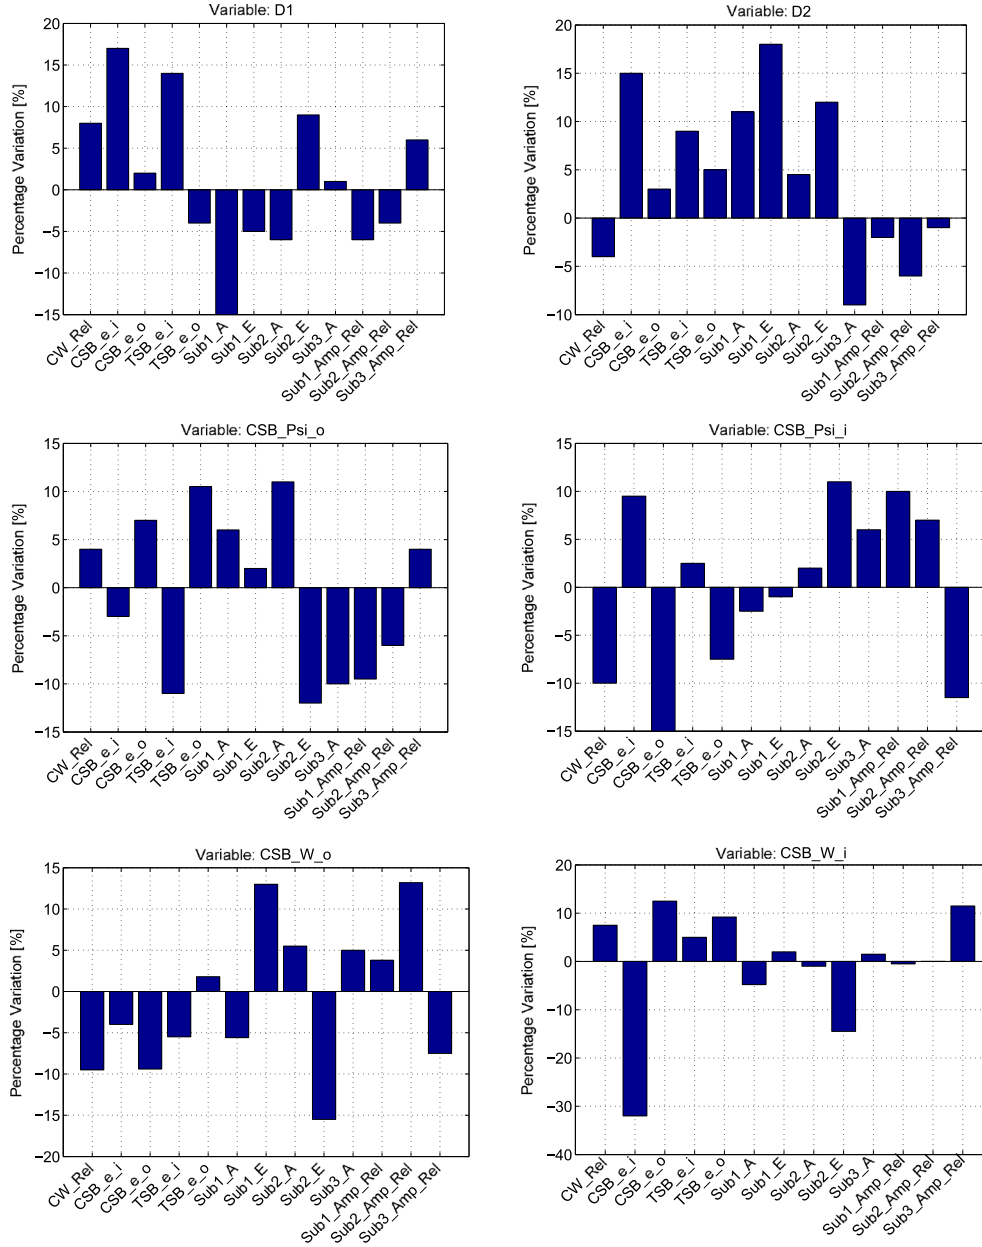 Variable: D1
Percentage Variation [%]
20
15
10
5
0
−5
−10
−15
CW_Rel
CSB_e_i
CSB_e_o
TSB_e_i
TSB_e_o
Sub1_A
Sub1_E
Sub2_A
Sub2_E
Sub3_A
Sub1_Amp_Rel
Sub2_Amp_Rel
Sub3_Amp_Rel
Variable: D2
Percentage Variation [%]
20
15
10
5
0
−5
−10
CW_Rel
CSB_e_i
CSB_e_o
TSB_e_i
TSB_e_o
Sub1_A
Sub1_E
Sub2_A
Sub2_E
Sub3_A
Sub1_Amp_Rel
Sub2_Amp_Rel
Sub3_Amp_Rel
Variable: CSB_Psi_o
Percentage Variation [%]
15
10
5
0
−5
−10
−15
CW_Rel
CSB_e_i
CSB_e_o
TSB_e_i
TSB_e_o
Sub1_A
Sub1_E
Sub2_A
Sub2_E
Sub3_A
Sub1_Amp_Rel
Sub2_Amp_Rel
Sub3_Amp_Rel
Variable: CSB_Psi_i
Percentage Variation [%]
15
10
5
0
−5
−10
−15
CW_Rel
CSB_e_i
CSB_e_o
TSB_e_i
TSB_e_o
Sub1_A
Sub1_E
Sub2_A
Sub2_E
Sub3_A
Sub1_Amp_Rel
Sub2_Amp_Rel
Sub3_Amp_Rel
Variable: CSB_W_o
Percentage Variation [%]
15
10
5
0
−5
−10
−15
−20
CW_Rel
CSB_e_i
CSB_e_o
TSB_e_i
TSB_e_o
Sub1_A
Sub1_E
Sub2_A
Sub2_E
Sub3_A
Sub1_Amp_Rel
Sub2_Amp_Rel
Sub3_Amp_Rel
Variable: CSB_W_i
Percentage Variation [%]
20
10
0
−10
−20
−30
−40
CW_Rel
CSB_e_i
CSB_e_o
TSB_e_i
TSB_e_o
Sub1_A
Sub1_E
Sub2_A
Sub2_E
Sub3_A
Sub1_Amp_Rel
Sub2_Amp_Rel
Sub3_Amp_Rel